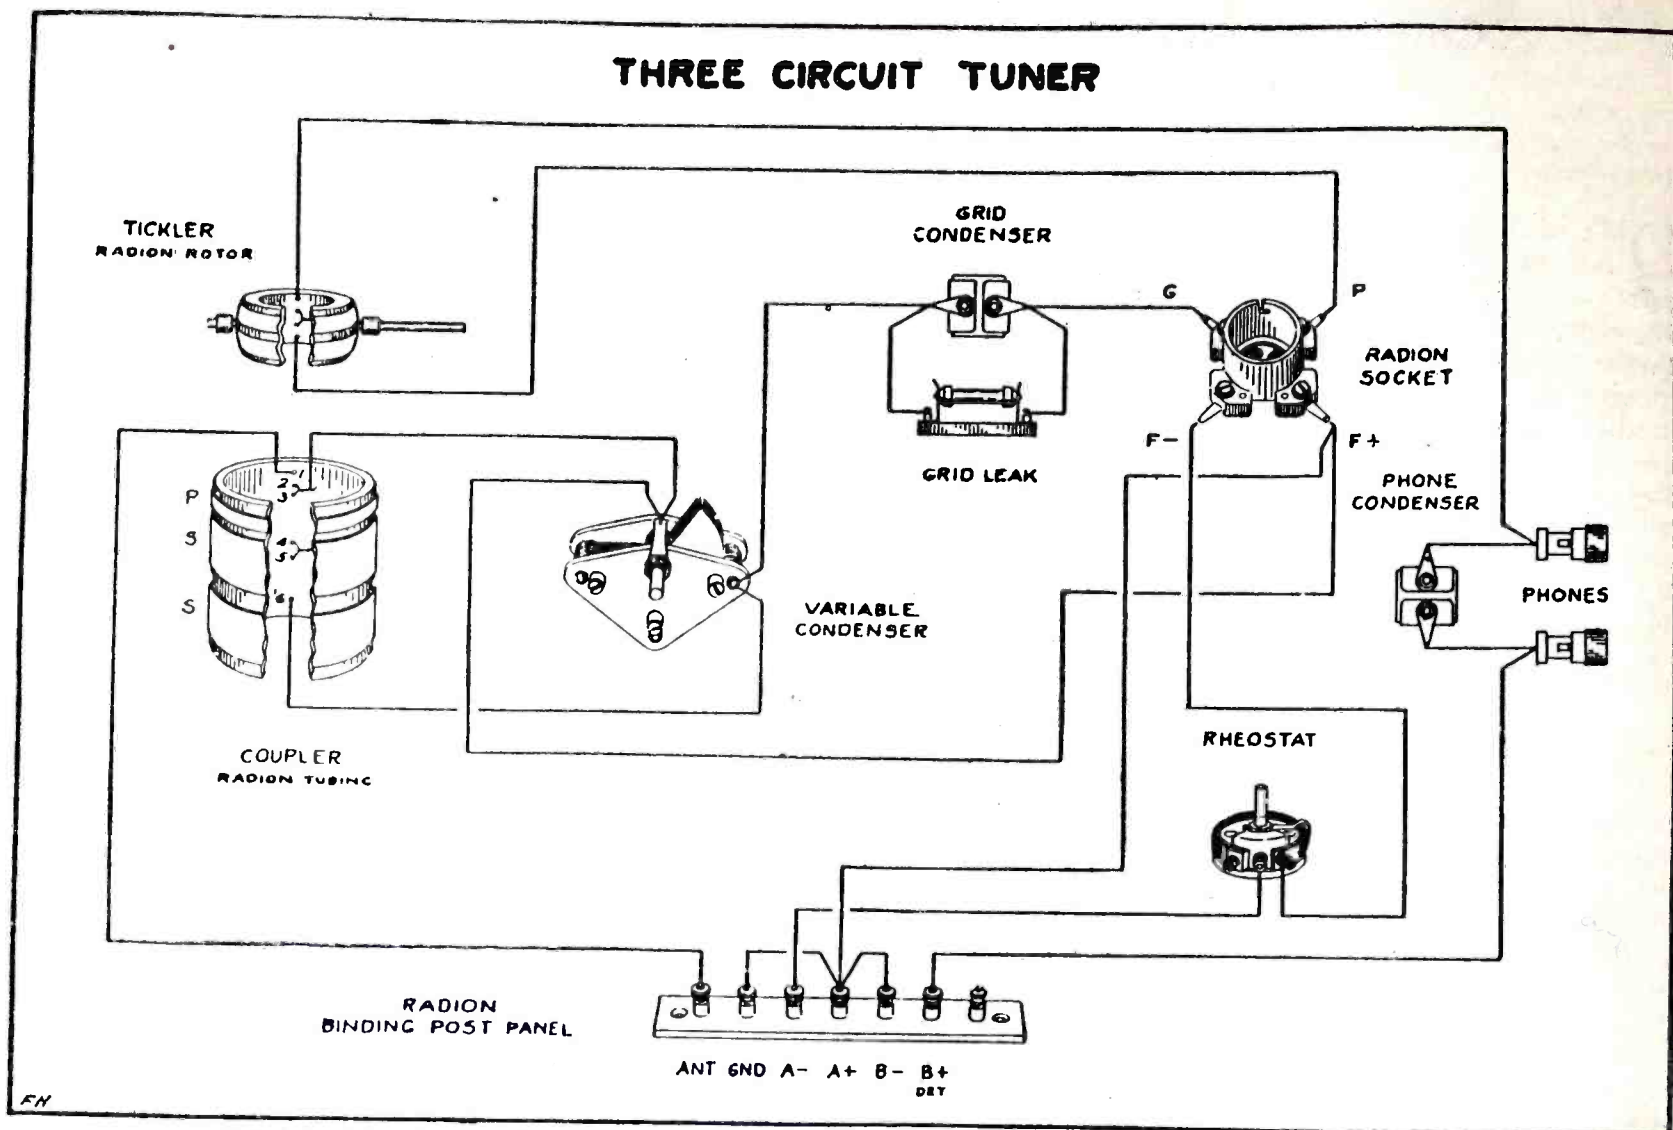 THREE CIRCUIT TUNER
TICKLER
RADION ROTOR
GRID
CONDENSER
G
P
RADION
SOCKET
F-
F+
GRID LEAK
PHONE
CONDENSER
PHONES
1
2
3
P
S
4
5
S
6
VARIABLE
CONDENSER
COUPLER
RADION TUBING
RHEOSTAT
RADION
BINDING POST PANEL
ANT GND A- A+ B- B+
DET
FH